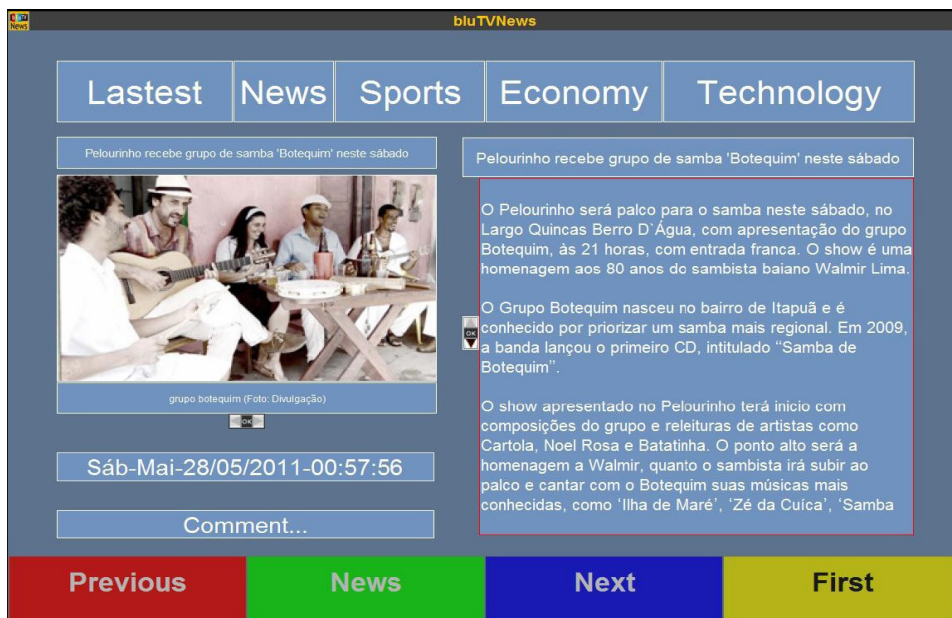 bluTVNews
News
Lastest News Sports Economy Technology
Pelourinho recebe grupo de samba 'Botequim' neste sábado
grupo botequim (Foto: Divulgação)
OK
Sáb-Mai-28/05/2011-00:57:56
Comment...
Pelourinho recebe grupo de samba 'Botequim' neste sábado
O Pelourinho será palco para o samba neste sábado, no
Largo Quincas Berro D`Água, com apresentação do grupo
Botequim, às 21 horas, com entrada franca. O show é uma
homenagem aos 80 anos do sambista baiano Walmir Lima.
O Grupo Botequim nasceu no bairro de Itapuã e é
conhecido por priorizar um samba mais regional. Em 2009,
a banda lançou o primeiro CD, intitulado “Samba de
Botequim”.
O show apresentado no Pelourinho terá inicio com
composições do grupo e releituras de artistas como
Cartola, Noel Rosa e Batatinha. O ponto alto será a
homenagem a Walmir, quanto o sambista irá subir ao
palco e cantar com o Botequim suas músicas mais
conhecidas, como ‘Ilha de Maré’, ‘Zé da Cuíca’, ‘Samba
OK
Previous News Next First